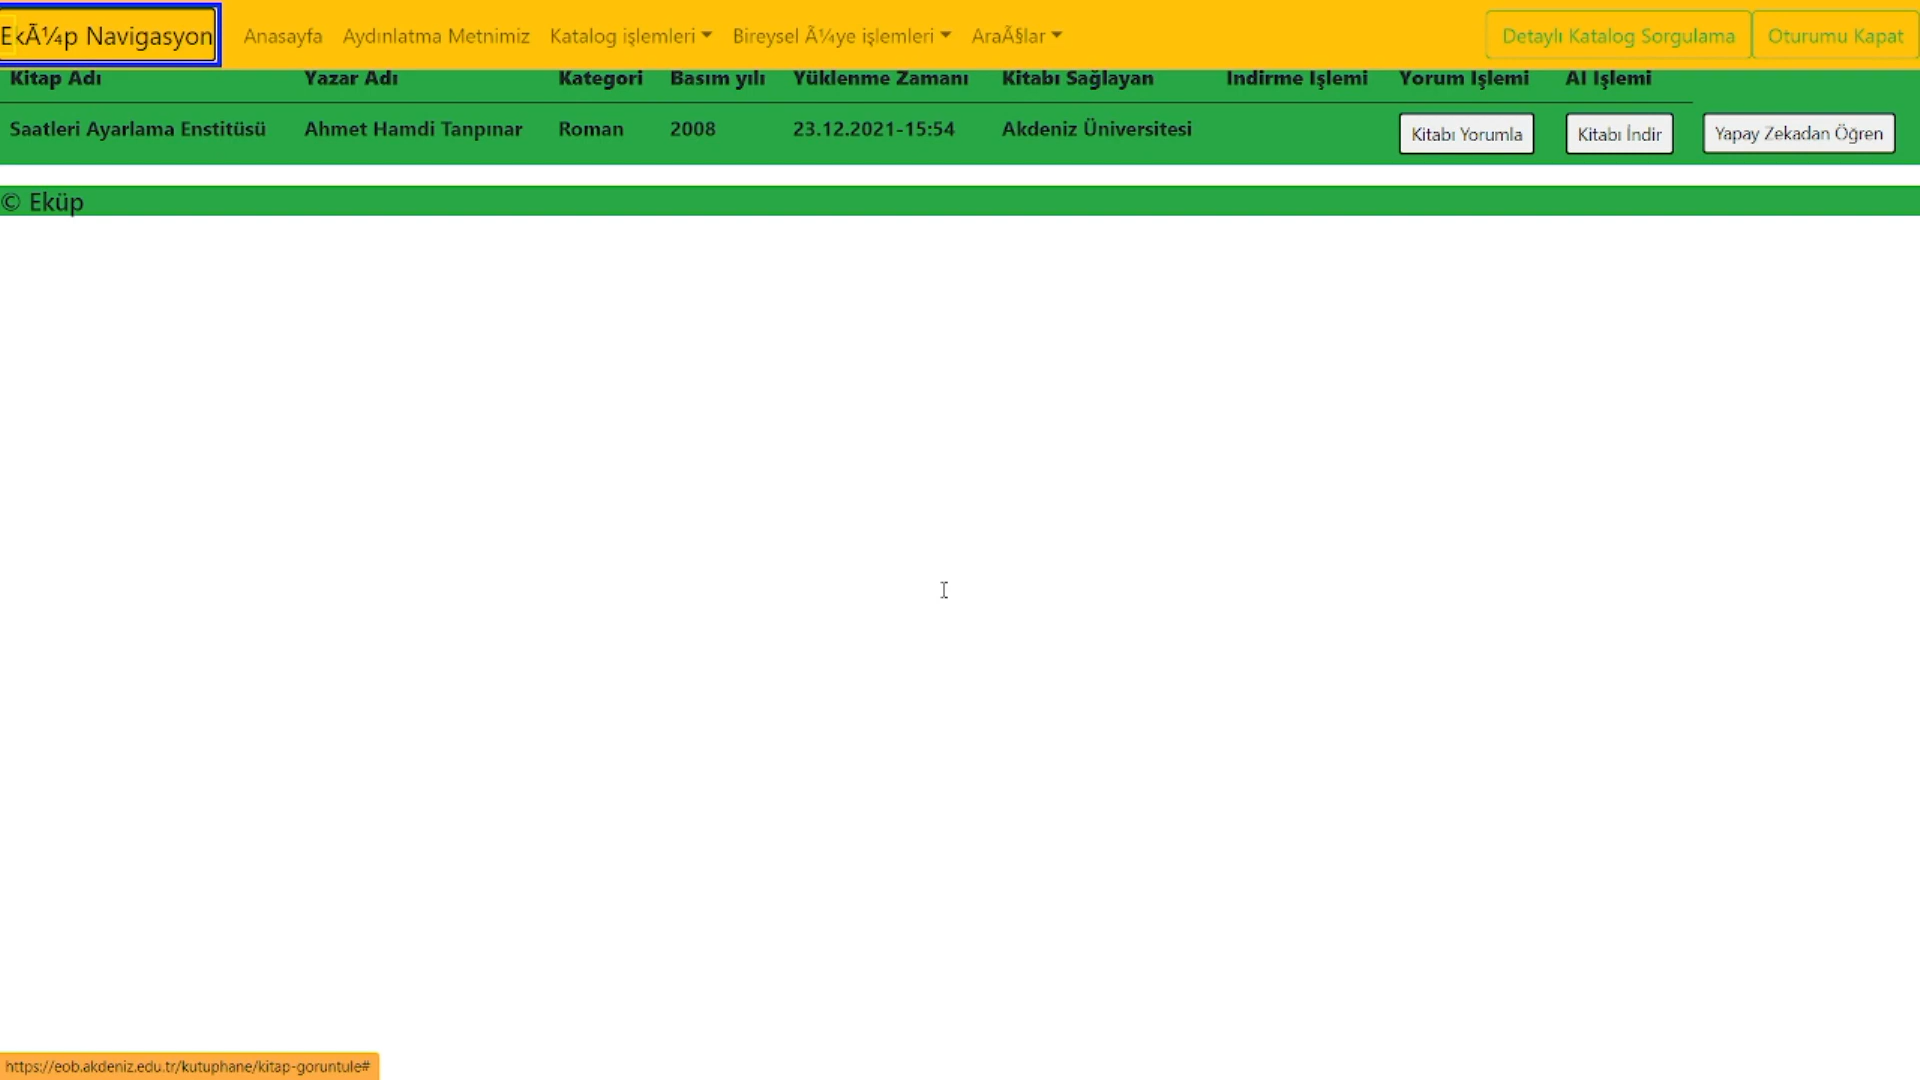 EkÃ¼p Navigasyon Anasayfa Aydınlatma Metnimiz Katalog işlemleri Bireysel Ã¼ye işlemleri AraÃ§lar Detaylı Katalog Sorgulama Oturumu Kapat
Kitap Adı Yazar Adı Kategori Basım yılı Yüklenme Zamanı Kitabı Sağlayan İndirme İşlemi Yorum İşlemi AI İşlemi
Saatleri Ayarlama Enstitüsü Ahmet Hamdi Tanpınar Roman 2008 23.12.2021-15:54 Akdeniz Üniversitesi Kitabı Yorumla Kitabı İndir Yapay Zekadan Öğren
© Eküp
https://eob.akdeniz.edu.tr/kutuphane/kitap-goruntule#